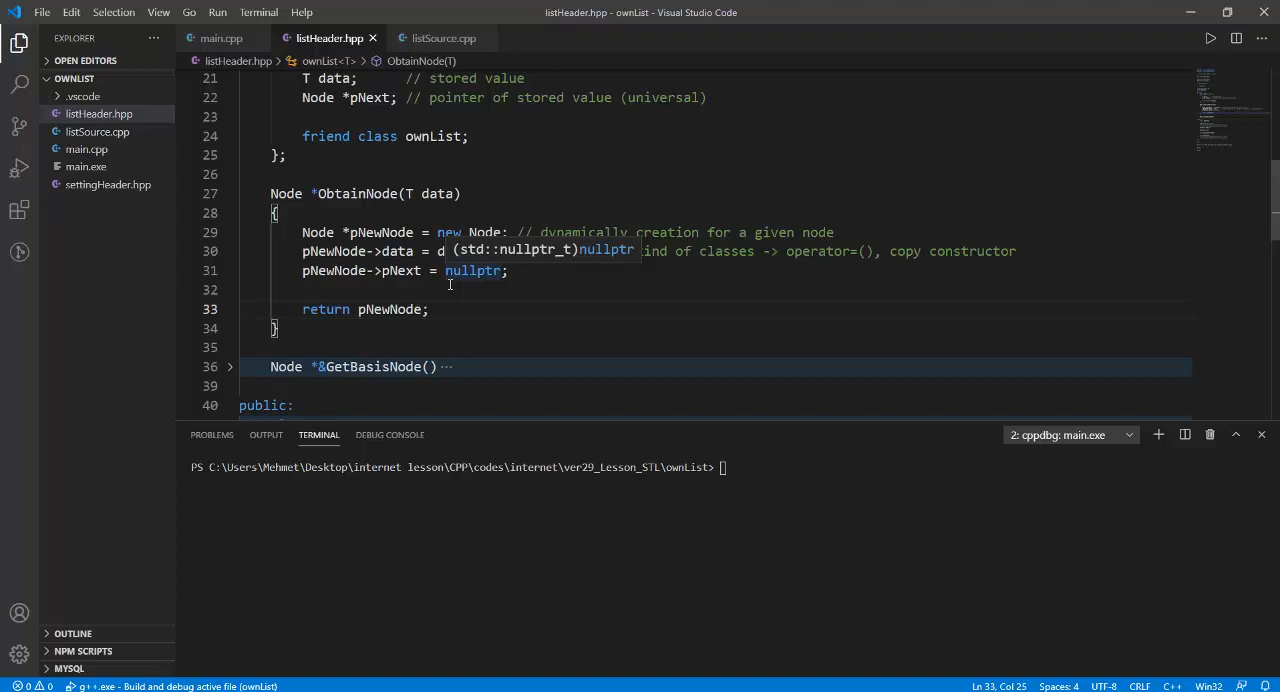 File Edit Selection View Go Run Terminal Help
listHeader.hpp - ownList - Visual Studio Code
EXPLORER
OPEN EDITORS
OWNLIST
.vscode
listHeader.hpp
listSource.cpp
main.cpp
main.exe
settingHeader.hpp
OUTLINE
NPM SCRIPTS
MYSQL
main.cpp listHeader.hpp listSource.cpp
listHeader.hpp > ownList<T> > ObtainNode(T)
21 T data; // stored value
22 Node *pNext; // pointer of stored value (universal)
23
24 friend class ownList;
25 };
26
27 Node *ObtainNode(T data)
28 {
29 Node *pNewNode = new Node; // dynamically creation for a given node
(std::nullptr_t)nullptr
30 pNewNode->data = d kind of classes -> operator=(), copy constructor
31 pNewNode->pNext = nullptr;
32
33 return pNewNode;
34 }
35
36 Node *&GetBasisNode() ···
39
40 public:
PROBLEMS OUTPUT TERMINAL DEBUG CONSOLE
2: cppdbg: main.exe
PS C:\Users\Mehmet\Desktop\internet lesson\CPP\codes\internet\ver29_Lesson_STL\ownList>
0 0 g++.exe - Build and debug active file (ownList)
Ln 33, Col 25 Spaces: 4 UTF-8 CRLF C++ Win32